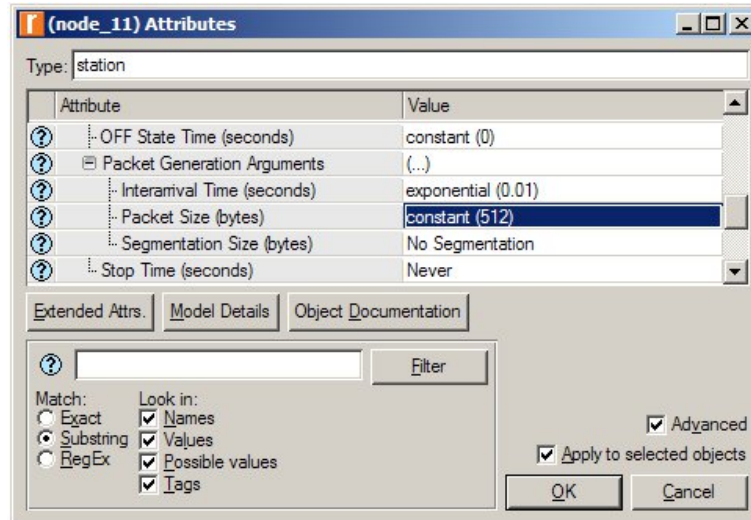 (node_11) Attributes
Type: station
Attribute Value
OFF State Time (seconds) constant (0)
Packet Generation Arguments (...)
Interarrival Time (seconds) exponential (0.01)
Packet Size (bytes) constant (512)
Segmentation Size (bytes) No Segmentation
Stop Time (seconds) Never
Extended Attrs. Model Details Object Documentation
Filter
Match: Look in:
Exact Names
Substring Values
RegEx Possible values
Tags
Advanced
Apply to selected objects
OK Cancel